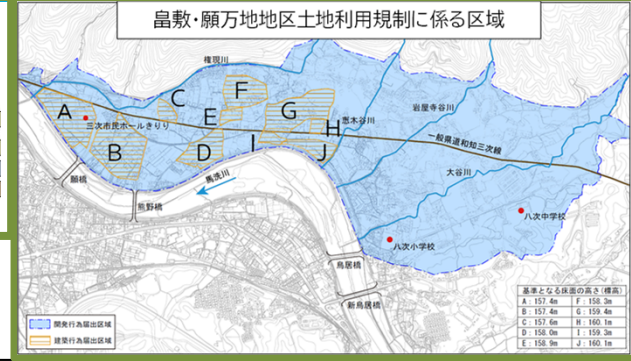 畠敷・願万地地区土地利用規制に係る区域
権現川
A
C
F
E
G
三次市民ホールきりり
B
D
I
H
J
恵木谷川
岩屋寺谷川
一般県道和知三次線
大谷川
願橋
熊野橋
馬洗川
八次中学校
八次小学校
鳥居橋
新鳥居橋
開発行為届出区域
建築行為届出区域
基準となる床面の高さ(標高)
A：157.4m F：158.3m
B：157.4m G：159.4m
C：157.6m H：160.1m
D：158.0m I：159.3m
E：158.9m J：160.1m